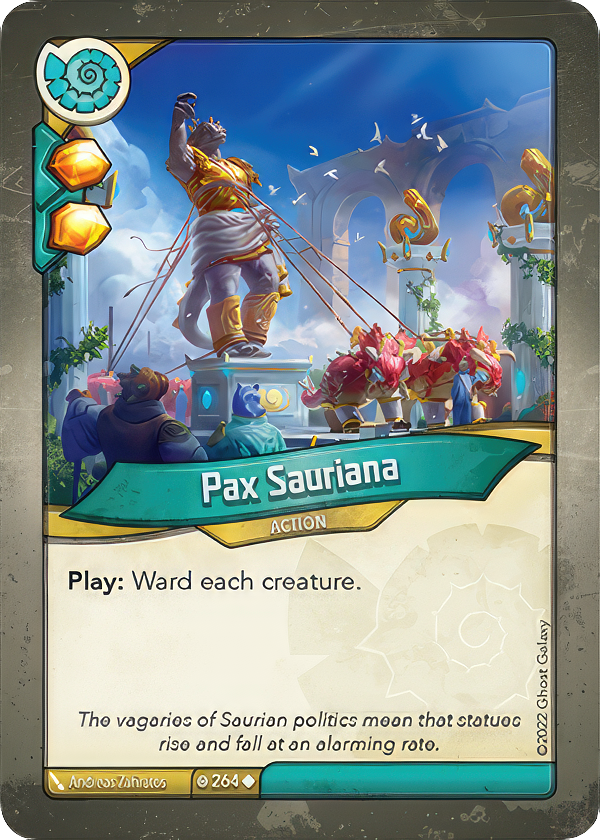 Pax Sauriana
ACTION
Play: Ward each creature.
The vagaries of Saurian politics mean that statues
rise and fall at an alarming rate.
©2022 Ghost Galaxy
Andreas Zafiratos
264